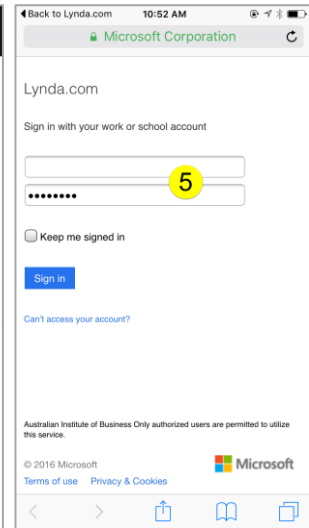 Back to Lynda.com 10:52 AM
Microsoft Corporation
Lynda.com
Sign in with your work or school account
5
••••••••
Keep me signed in
Sign in
Can't access your account?
Australian Institute of Business Only authorized users are permitted to utilize
this service.
© 2016 Microsoft
Microsoft
Terms of use Privacy & Cookies